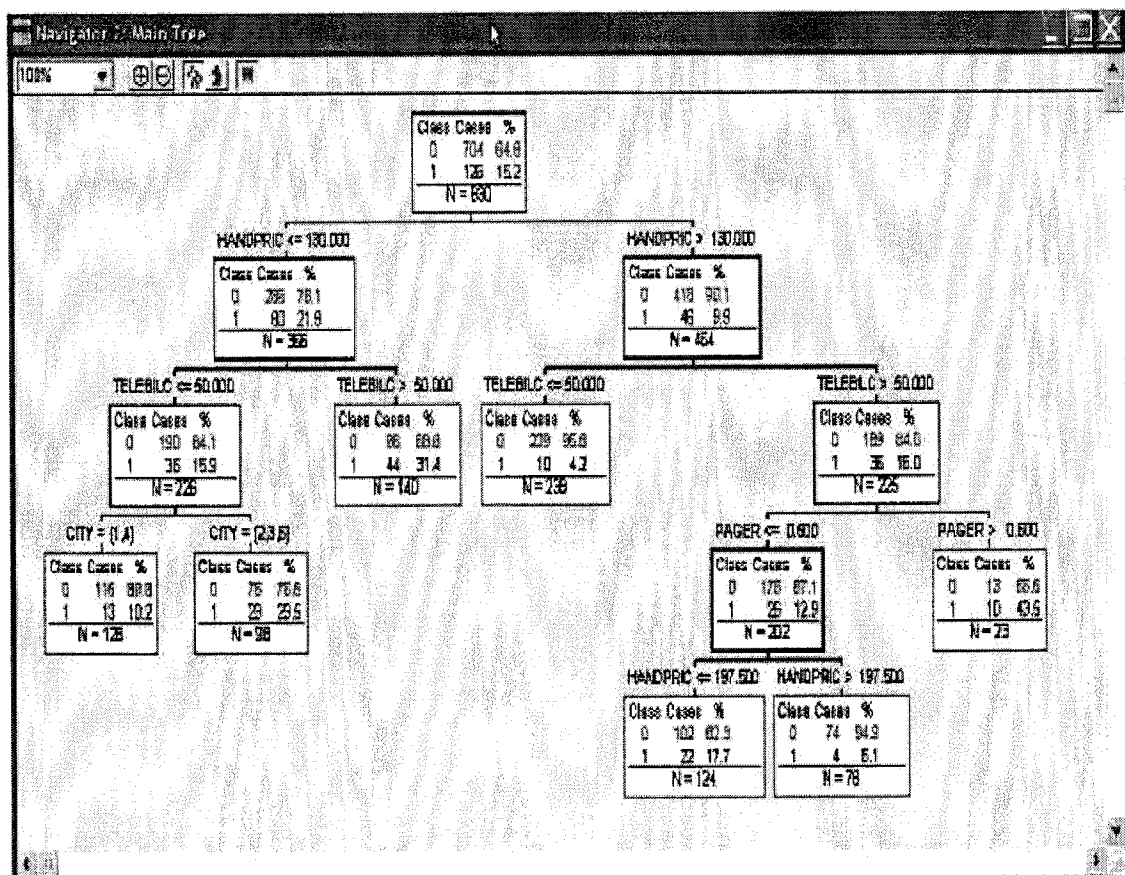 Navigator 2: Main Tree
100%
Class Cases %
0 704 84.8
1 126 15.2
N = 830
HANDPRIC <= 130.000
Class Cases %
0 286 78.1
1 80 21.9
N = 366
HANDPRIC > 130.000
Class Cases %
0 418 90.1
1 46 9.9
N = 464
TELEBILC <= 50.000
Class Cases %
0 190 84.1
1 36 15.9
N = 226
TELEBILC > 50.000
Class Cases %
0 96 68.6
1 44 31.4
N = 140
TELEBILC <= 50.000
Class Cases %
0 229 95.8
1 10 4.2
N = 239
TELEBILC > 50.000
Class Cases %
0 189 84.0
1 36 16.0
N = 225
CITY = {1,4}
Class Cases %
0 115 89.8
1 13 10.2
N = 128
CITY = {2,3,5}
Class Cases %
0 75 76.5
1 23 23.5
N = 98
PAGER <= 0.500
Class Cases %
0 176 87.1
1 26 12.9
N = 202
PAGER > 0.500
Class Cases %
0 13 56.5
1 10 43.5
N = 23
HANDPRIC <= 197.500
Class Cases %
0 102 82.3
1 22 17.7
N = 124
HANDPRIC > 197.500
Class Cases %
0 74 94.9
1 4 5.1
N = 78